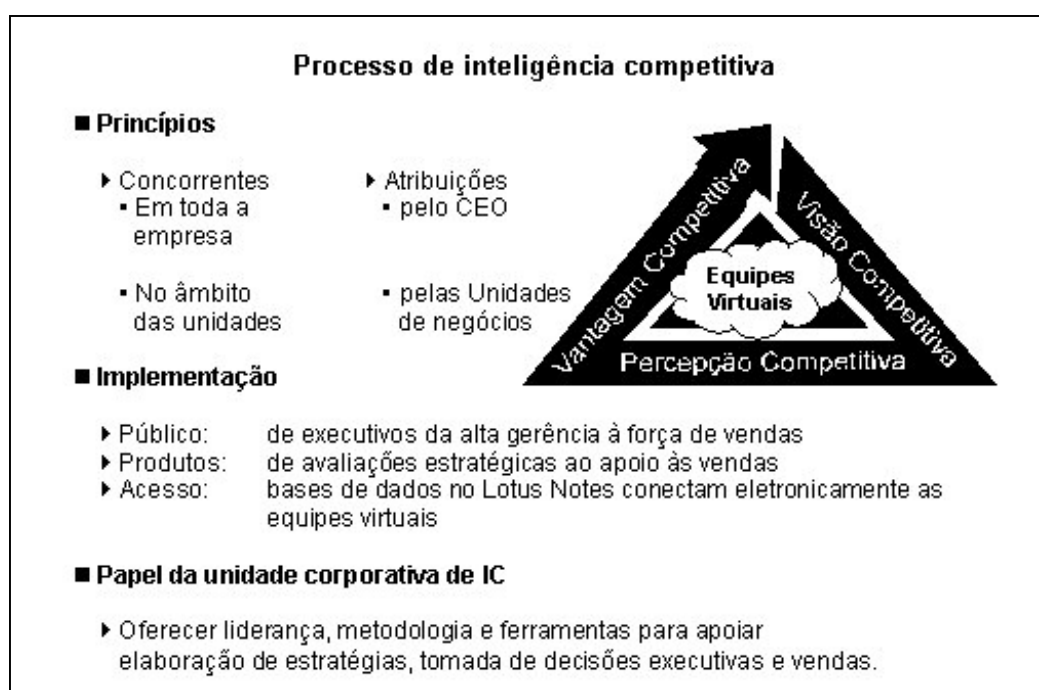 Processo de inteligência competitiva
■ Princípios
▸ Concorrentes
▪ Em toda a
empresa
▪ No âmbito
das unidades
▸ Atribuições
▪ pelo CEO
▪ pelas Unidades
de negócios
Vantagem Competitiva
Visão Competitiva
Equipes
Virtuais
Percepção Competitiva
■ Implementação
▸ Público: de executivos da alta gerência à força de vendas
▸ Produtos: de avaliações estratégicas ao apoio às vendas
▸ Acesso: bases de dados no Lotus Notes conectam eletronicamente as
equipes virtuais
■ Papel da unidade corporativa de IC
▸ Oferecer liderança, metodologia e ferramentas para apoiar
elaboração de estratégias, tomada de decisões executivas e vendas.